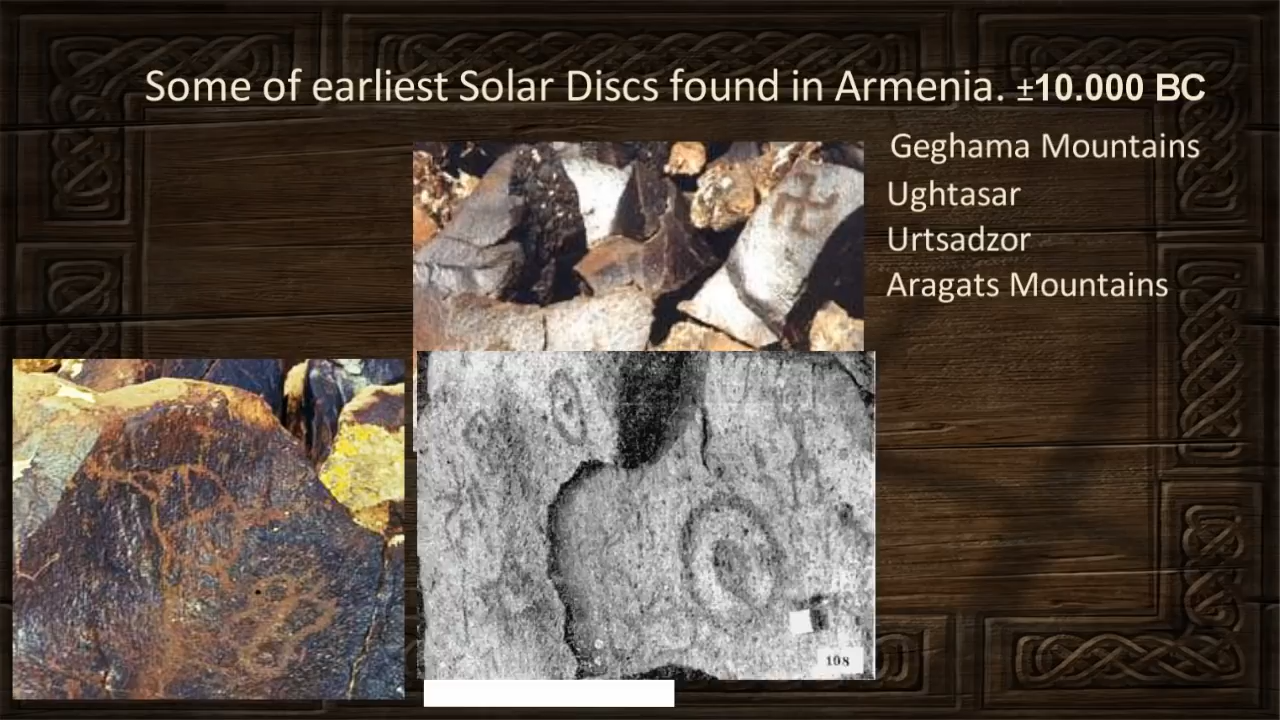 Some of earliest Solar Discs found in Armenia. ±10.000 BC
Geghama Mountains
Ughtasar
Urtsadzor
Aragats Mountains
108